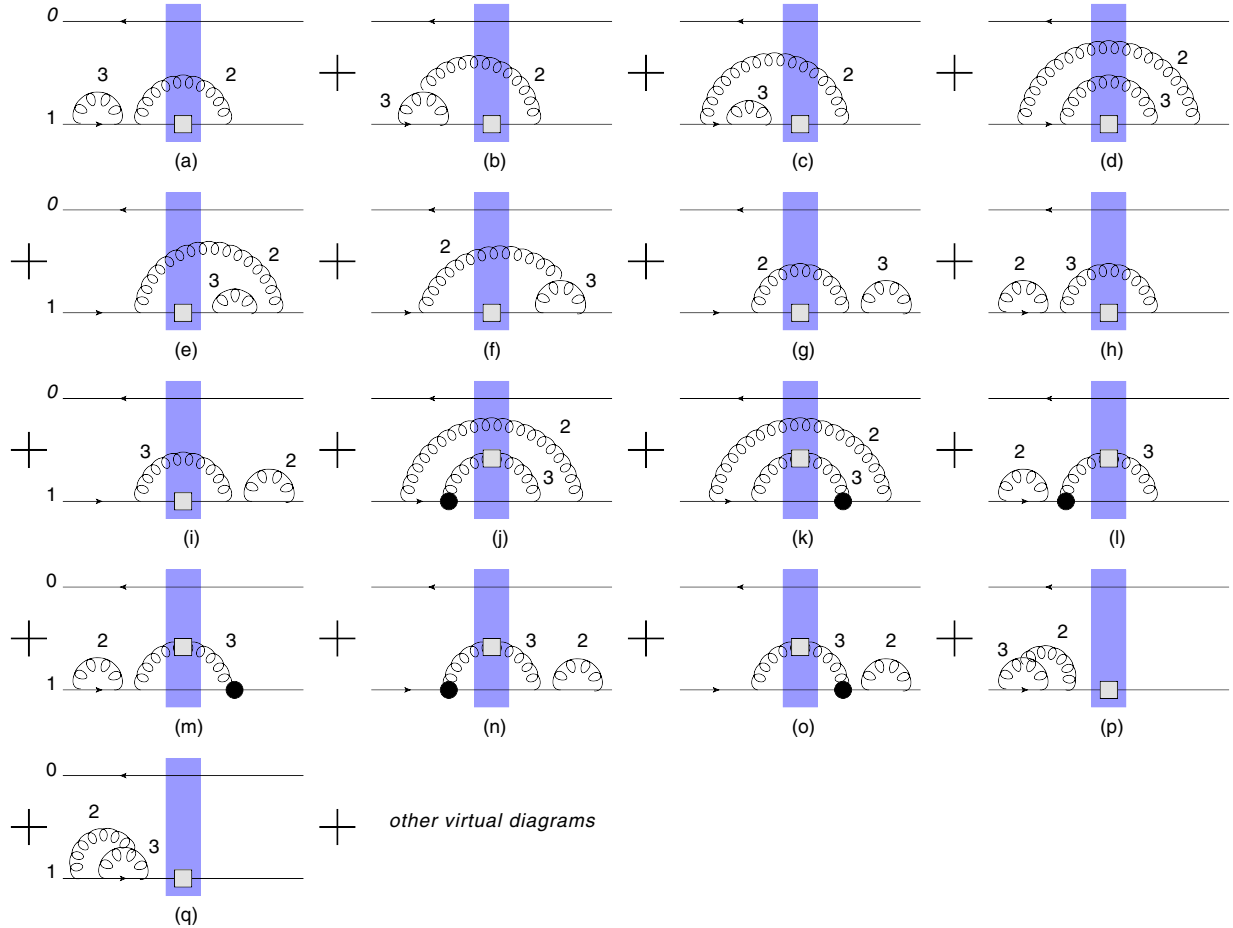 0
3 2 2 2
3 3 3
1
(a) (b) (c) (d)
0
2 2 2 3 2 3
3 3
1
(e) (f) (g) (h)
0
3 2 2 2 2 3
3 3
1
(i) (j) (k) (l)
0
2 3 3 2 3 2 3 2
1
(m) (n) (o) (p)
0
2
3
1
other virtual diagrams
(q)